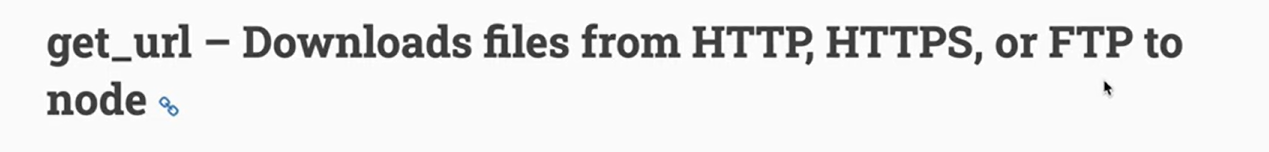 get_url – Downloads files from HTTP, HTTPS, or FTP to
node